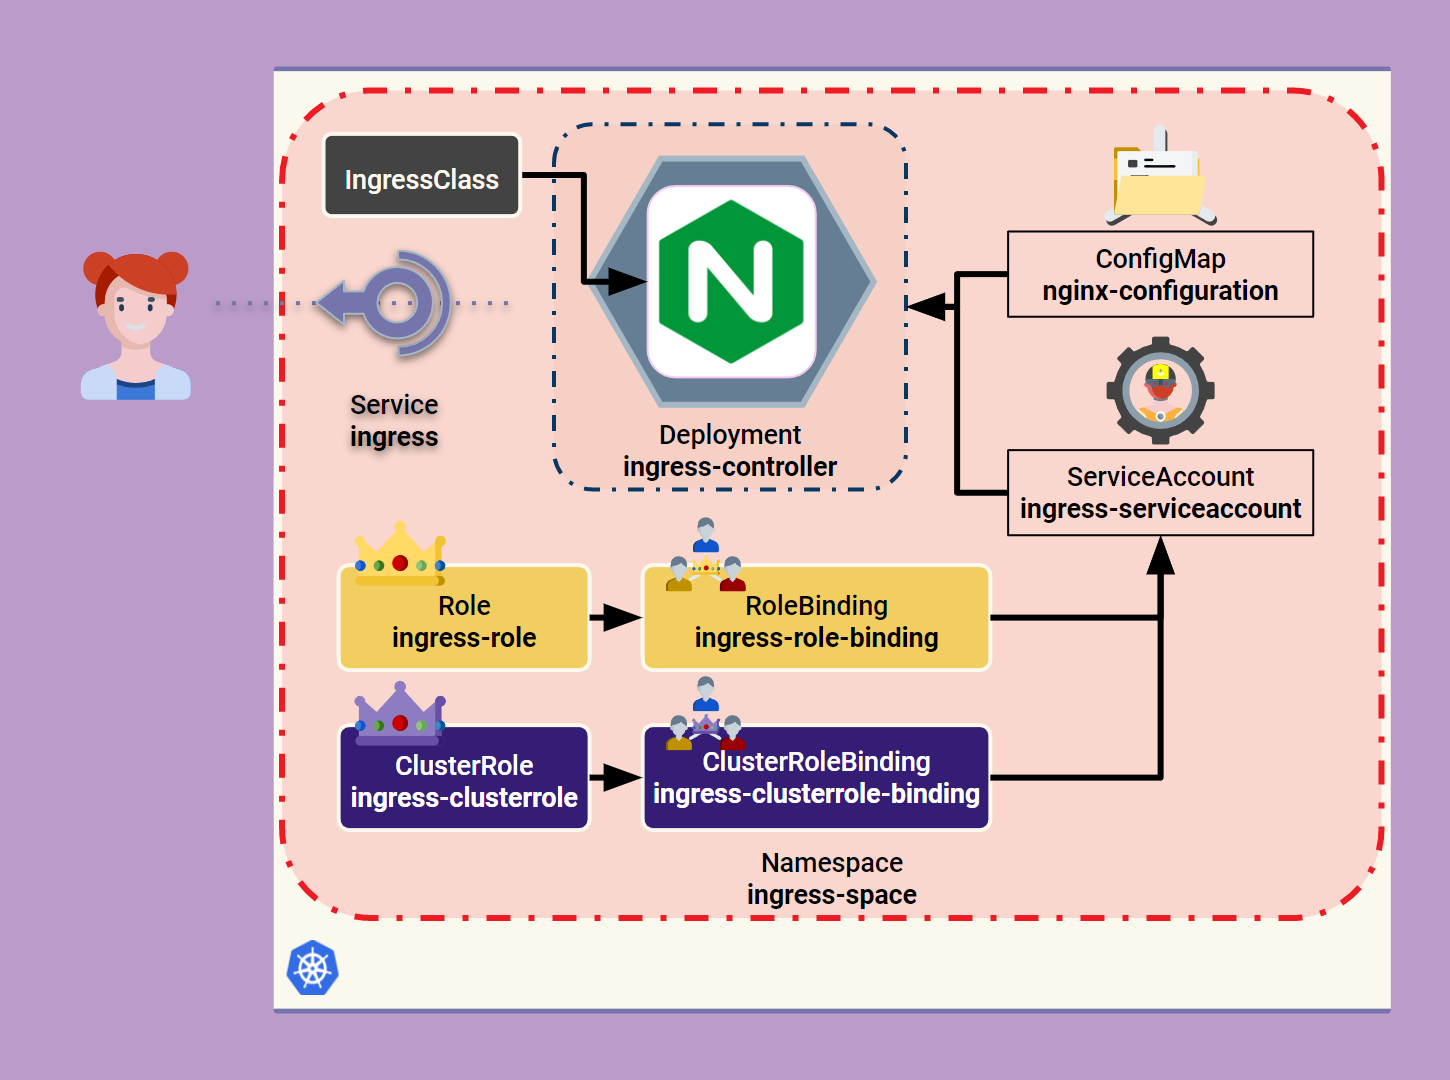 IngressClass
N
Service
ingress
Deployment
ingress-controller
ConfigMap
nginx-configuration
ServiceAccount
ingress-serviceaccount
Role
ingress-role
RoleBinding
ingress-role-binding
ClusterRole
ingress-clusterrole
ClusterRoleBinding
ingress-clusterrole-binding
Namespace
ingress-space